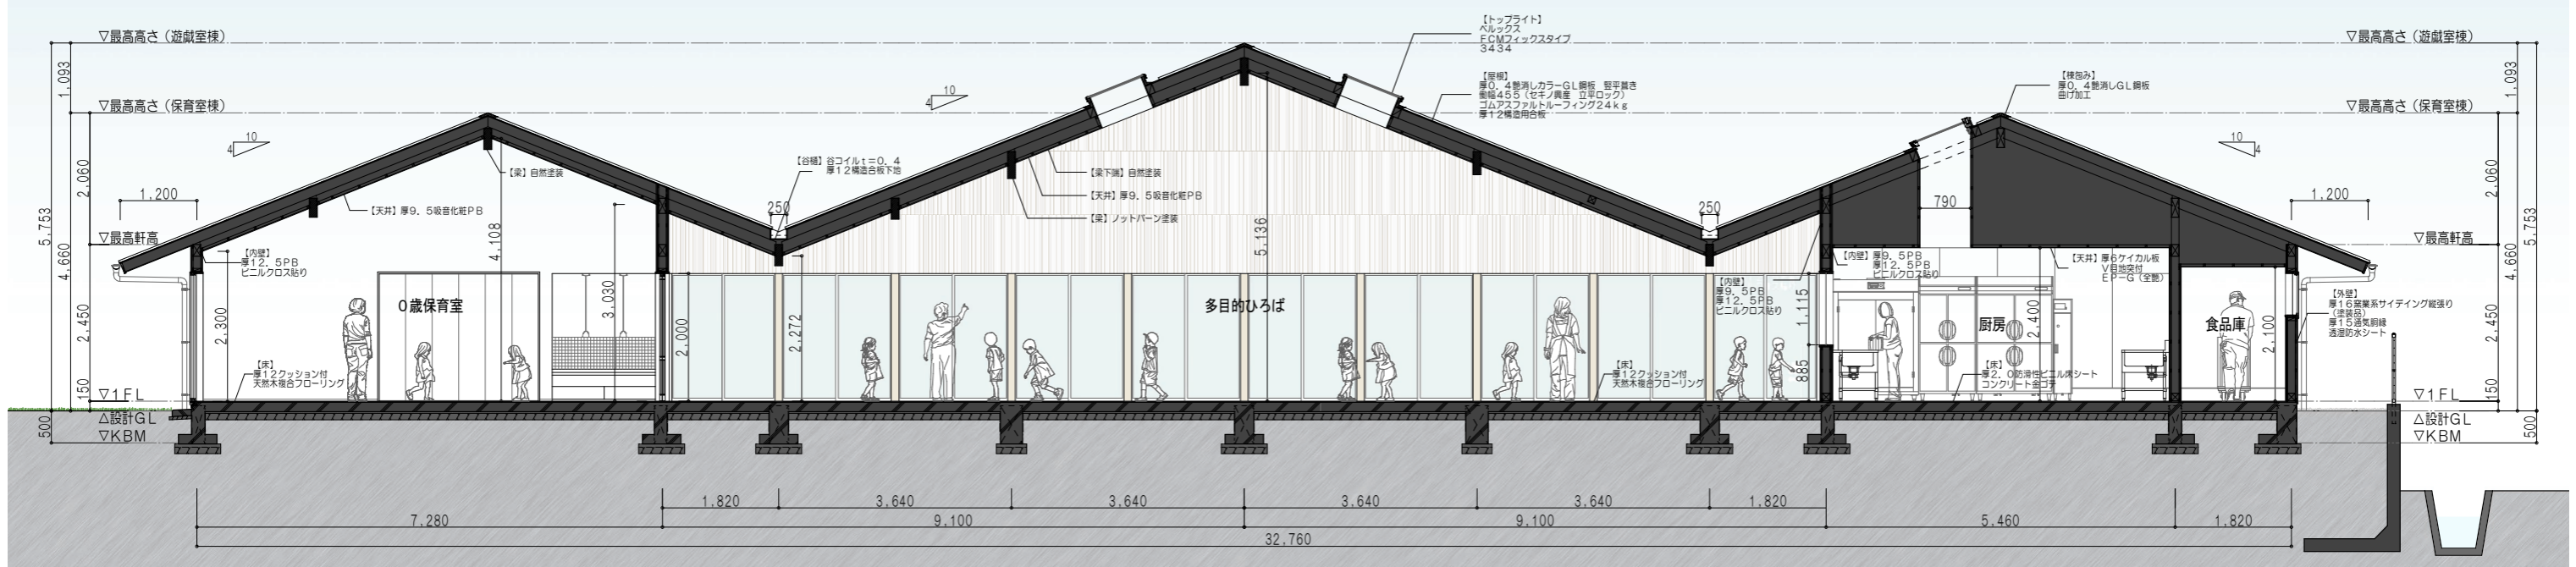 ▽最高高さ（遊戯室棟）
1,093
▽最高高さ（保育室棟）
10
4
2,060
1,200
5,753
4,660
▽最高軒高
2,450
150
▽1FL
△設計GL
▽KBM
500
【内壁】
厚12．5PB
ビニルクロス貼り
2,300
【床】
厚12クッション付
天然木複合フローリング
【天井】厚9．5吸音化粧PB
【梁】自然塗装
4,108
0歳保育室
3,030
2,000
【谷樋】谷コイルt＝0．4
厚12構造合板下地
250
2,272
10
4
【梁下端】自然塗装
【天井】厚9．5吸音化粧PB
【梁】ノットバーン塗装
5,136
多目的ひろば
【トップライト】
ベルックス
FCMフィックスタイプ
3434
【屋根】
厚0．4艶消しカラーGL鋼板　竪平葺き
働幅455（セキノ興産　立平ロック）
ゴムアスファルトルーフィング24kg
厚12構造用合板
【床】
厚12クッション付
天然木複合フローリング
250
【内壁】
厚9．5PB
厚12．5PB
ビニルクロス貼り
1,115
885
【内壁】厚9．5PB
厚12．5PB
ビニルクロス貼り
790
【棟包み】
厚0．4艶消しGL鋼板
曲げ加工
【天井】厚6ケイカル板
V目地突付
EP－G（全艶）
厨房
2,400
【床】
厚2．0防滑性ビニル床シート
コンクリート金ゴテ
食品庫
2,100
10
4
1,200
【外壁】
厚16窯業系サイディング縦張り
（塗装品）
厚15通気胴縁
透湿防水シート
▽最高高さ（遊戯室棟）
1,093
▽最高高さ（保育室棟）
2,060
5,753
4,660
▽最高軒高
2,450
150
▽1FL
△設計GL
▽KBM
500
1,820
3,640
3,640
3,640
3,640
1,820
7,280
9,100
9,100
5,460
1,820
32,760